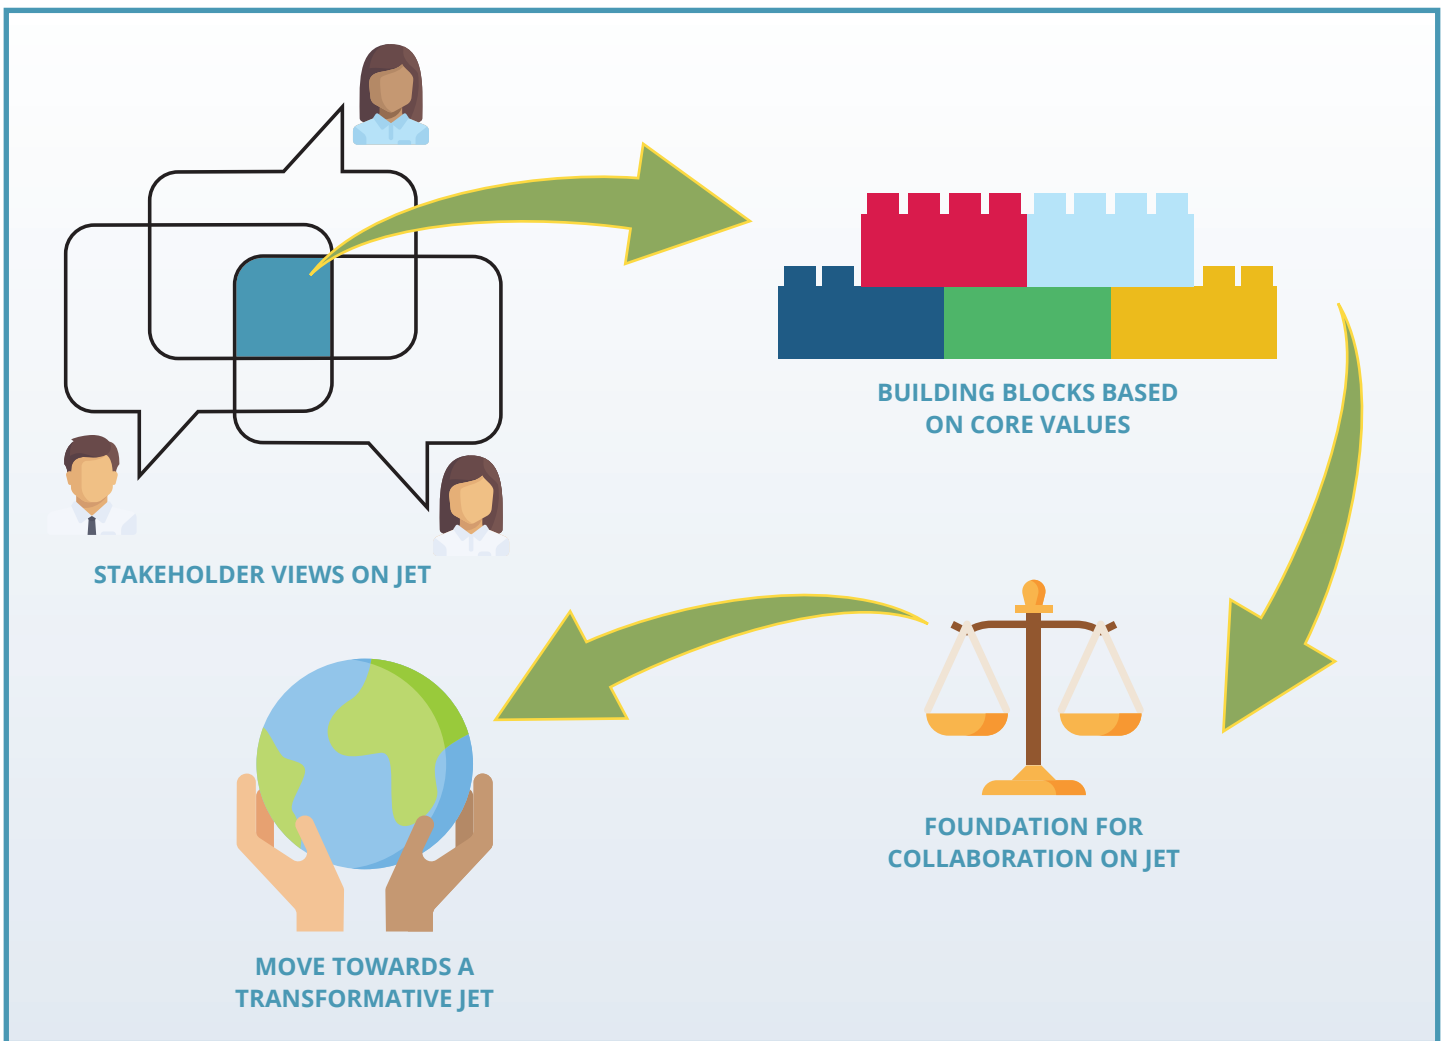 STAKEHOLDER VIEWS ON JET
BUILDING BLOCKS BASED
ON CORE VALUES
FOUNDATION FOR
COLLABORATION ON JET
MOVE TOWARDS A
TRANSFORMATIVE JET